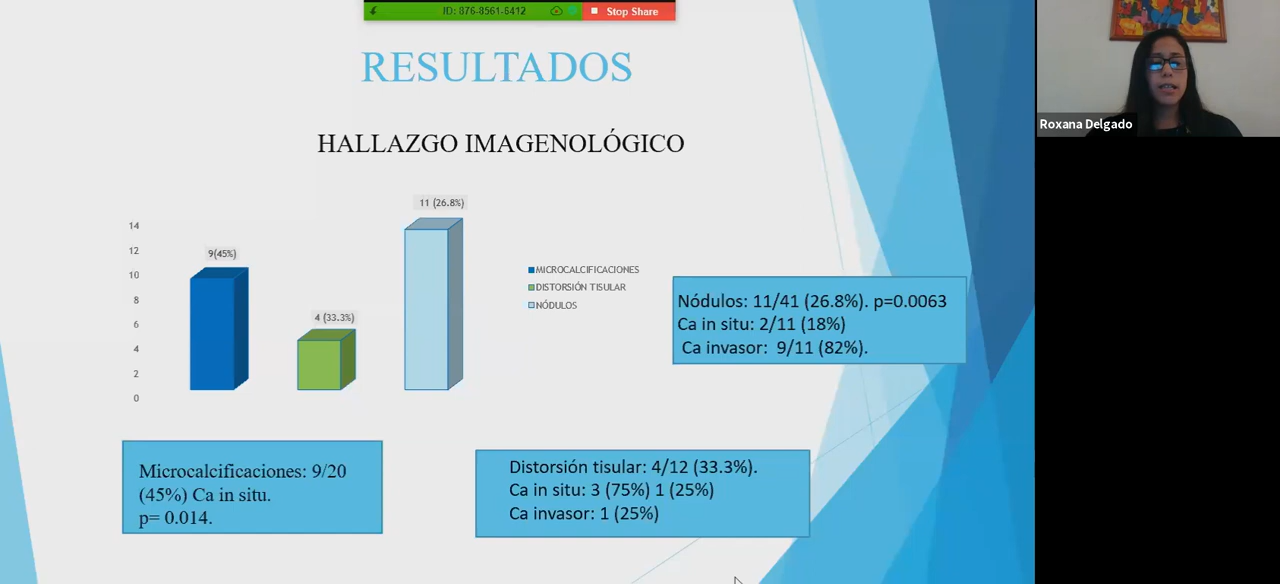 ID: 876-8561-6412
Stop Share
RESULTADOS
HALLAZGO IMAGENOLÓGICO
11 (26.8%)
9(45%)
4 (33.3%)
14
12
10
8
6
4
2
0
MICROCALCIFICACIONES
DISTORSIÓN TISULAR
NÓDULOS
Nódulos: 11/41 (26.8%). p=0.0063
Ca in situ: 2/11 (18%)
Ca invasor: 9/11 (82%).
Microcalcificaciones: 9/20
(45%) Ca in situ.
p= 0.014.
Distorsión tisular: 4/12 (33.3%).
Ca in situ: 3 (75%) 1 (25%)
Ca invasor: 1 (25%)
Roxana Delgado